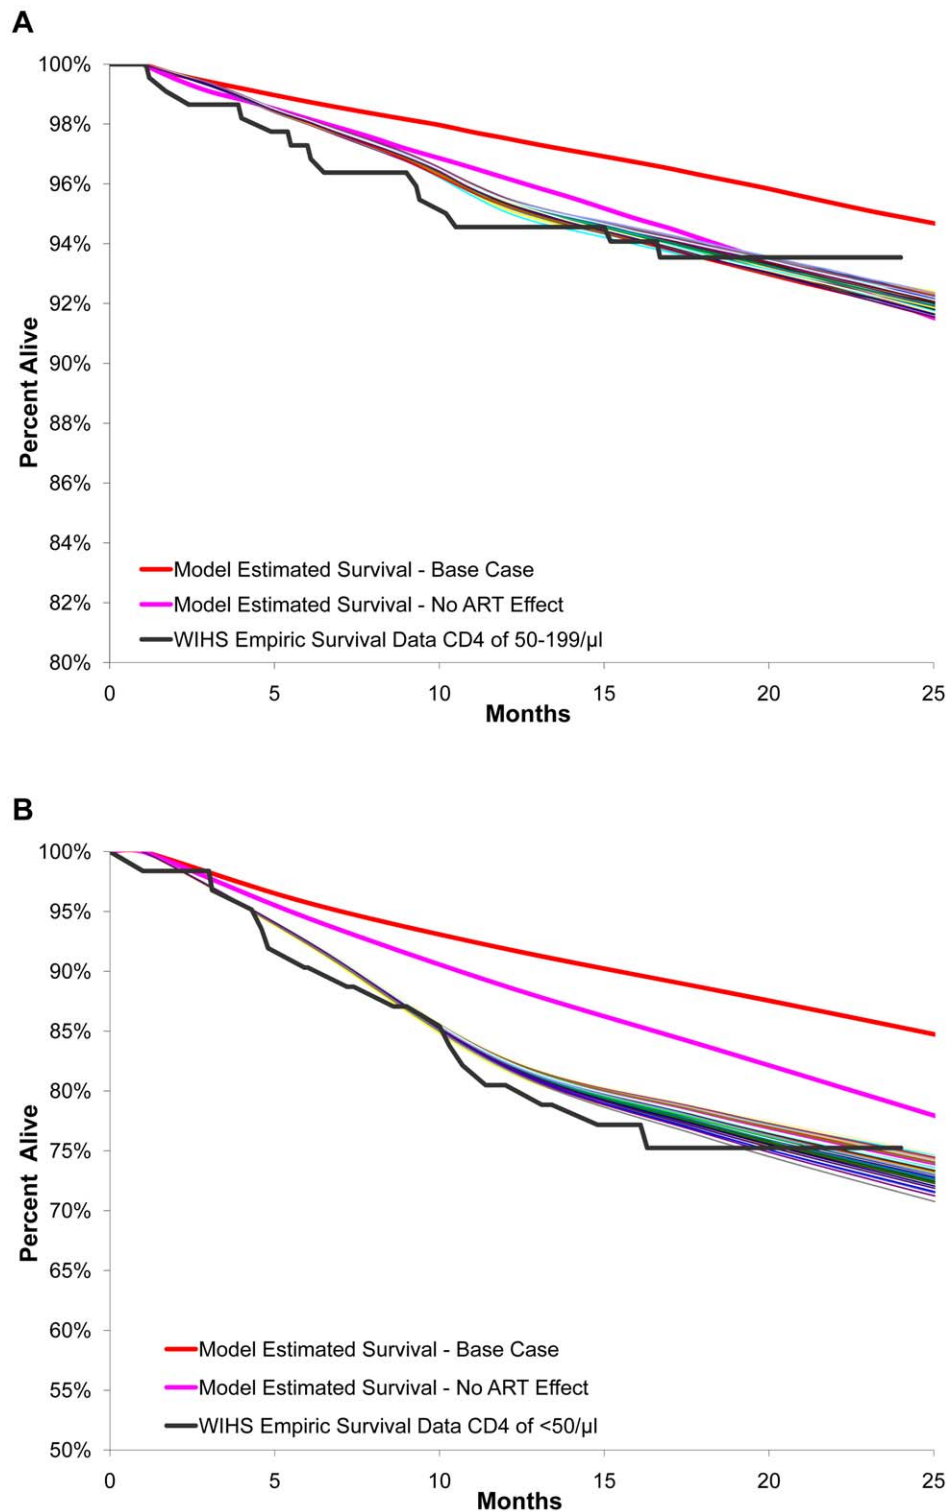 A
100%
98%
96%
94%
92%
90%
88%
86%
84%
82%
80%
Percent Alive
Model Estimated Survival - Base Case
Model Estimated Survival - No ART Effect
WIHS Empiric Survival Data CD4 of 50-199/µl
0 5 10 15 20 25
Months
B
100%
95%
90%
85%
80%
75%
70%
65%
60%
55%
50%
Percent Alive
Model Estimated Survival - Base Case
Model Estimated Survival - No ART Effect
WIHS Empiric Survival Data CD4 of <50/µl
0 5 10 15 20 25
Months